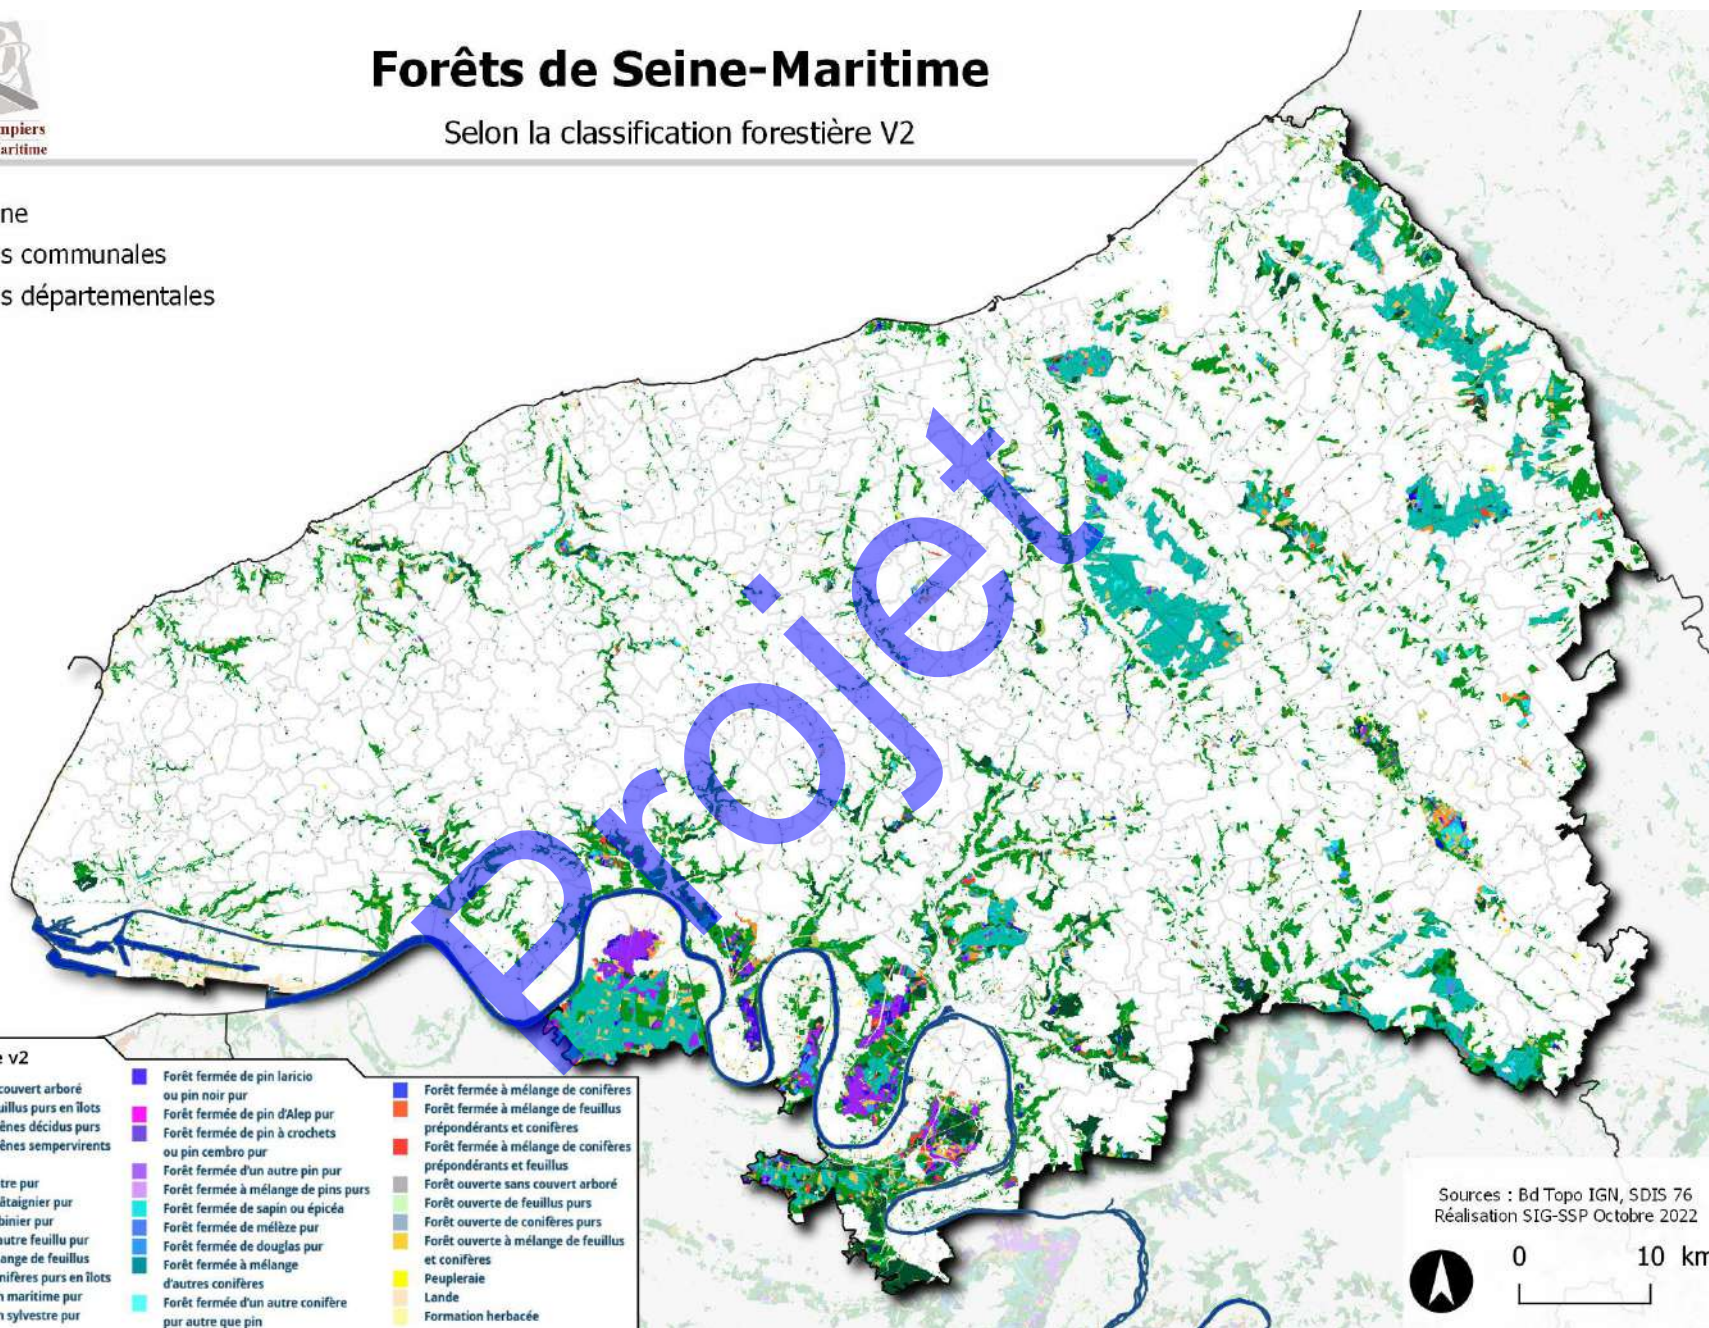 Forêts de Seine-Maritime
Selon la classification forestière V2
mpiers
aritime
ne
s communales
s départementales
Projet
e v2
couvert arboré
uillus purs en îlots
ênes décidus purs
ênes sempervirents
tre pur
âtaignier pur
binier pur
autre feuillu pur
lange de feuillus
nifères purs en îlots
n maritime pur
n sylvestre pur
Forêt fermée de pin laricio
ou pin noir pur
Forêt fermée de pin d'Alep pur
Forêt fermée de pin à crochets
ou pin cembro pur
Forêt fermée d'un autre pin pur
Forêt fermée à mélange de pins purs
Forêt fermée de sapin ou épicéa
Forêt fermée de mélèze pur
Forêt fermée de douglas pur
Forêt fermée à mélange
d'autres conifères
Forêt fermée d'un autre conifère
pur autre que pin
Forêt fermée à mélange de conifères
Forêt fermée à mélange de feuillus
prépondérants et conifères
Forêt fermée à mélange de conifères
prépondérants et feuillus
Forêt ouverte sans couvert arboré
Forêt ouverte de feuillus purs
Forêt ouverte de conifères purs
Forêt ouverte à mélange de feuillus
et conifères
Peupleraie
Lande
Formation herbacée
Sources : Bd Topo IGN, SDIS 76
Réalisation SIG-SSP Octobre 2022
0 10 km